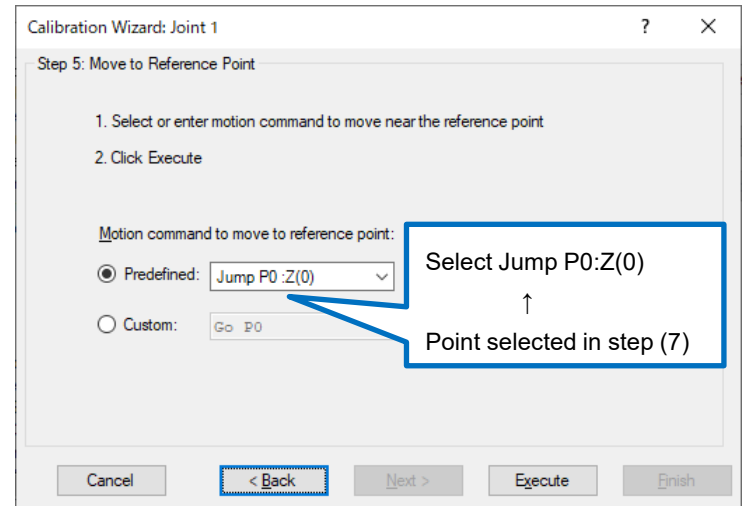 Calibration Wizard: Joint 1 ? ×
Step 5: Move to Reference Point
1. Select or enter motion command to move near the reference point
2. Click Execute
Motion command to move to reference point:
Predefined: Jump P0 :Z(0)
Custom: Go P0
Select Jump P0:Z(0)
↑
Point selected in step (7)
Cancel < Back Next > Execute Finish